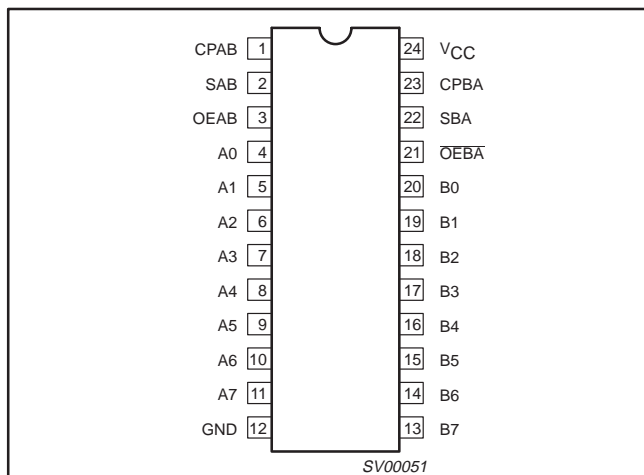 CPAB 1 24 VCC
SAB 2 23 CPBA
OEAB 3 22 SBA
A0 4 21 O̅E̅B̅A̅
A1 5 20 B0
A2 6 19 B1
A3 7 18 B2
A4 8 17 B3
A5 9 16 B4
A6 10 15 B5
A7 11 14 B6
GND 12 13 B7
SV00051